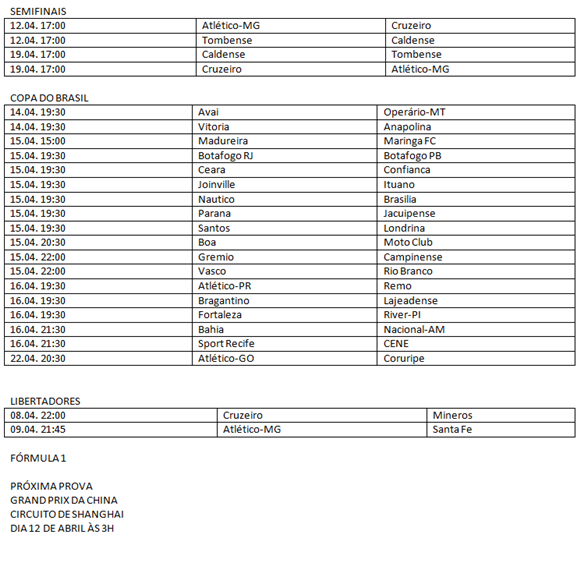 SEMIFINAIS
12.04. 17:00 Atlético-MG Cruzeiro
12.04. 17:00 Tombense Caldense
19.04. 17:00 Caldense Tombense
19.04. 17:00 Cruzeiro Atlético-MG
COPA DO BRASIL
14.04. 19:30 Avai Operário-MT
14.04. 19:30 Vitoria Anapolina
15.04. 15:00 Madureira Maringa FC
15.04. 19:30 Botafogo RJ Botafogo PB
15.04. 19:30 Ceara Confianca
15.04. 19:30 Joinville Ituano
15.04. 19:30 Nautico Brasilia
15.04. 19:30 Parana Jacuipense
15.04. 19:30 Santos Londrina
15.04. 20:30 Boa Moto Club
15.04. 22:00 Gremio Campinense
15.04. 22:00 Vasco Rio Branco
16.04. 19:30 Atlético-PR Remo
16.04. 19:30 Bragantino Lajeadense
16.04. 19:30 Fortaleza River-PI
16.04. 21:30 Bahia Nacional-AM
16.04. 21:30 Sport Recife CENE
22.04. 20:30 Atlético-GO Coruripe
LIBERTADORES
08.04. 22:00 Cruzeiro Mineros
09.04. 21:45 Atlético-MG Santa Fe
FÓRMULA 1
PRÓXIMA PROVA
GRAND PRIX DA CHINA
CIRCUITO DE SHANGHAI
DIA 12 DE ABRIL ÀS 3H